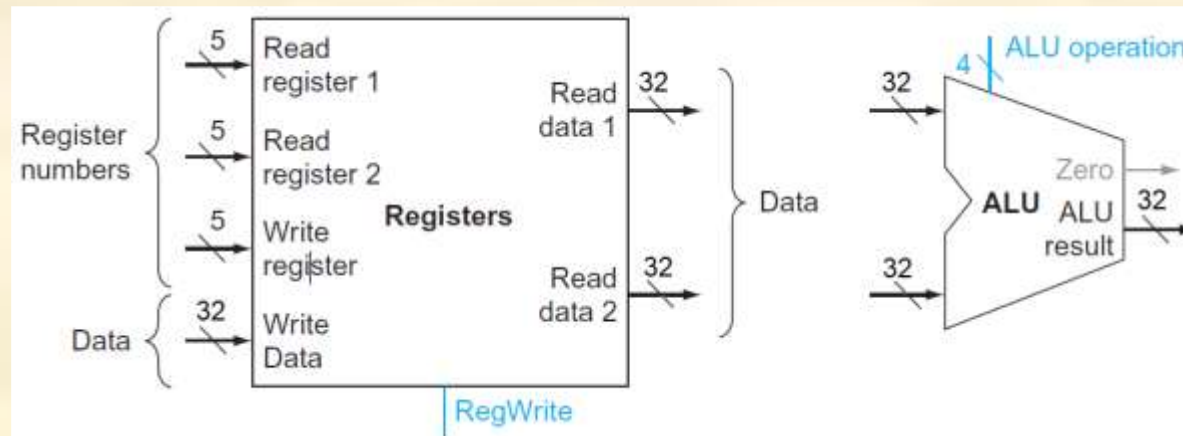 Register
numbers
Data
5
Read
register 1
5
Read
register 2
5
Write
register
32
Write
Data
Registers
Read
data 1
32
Read
data 2
32
RegWrite
Data
32
32
4
ALU operation
ALU
Zero
ALU
result
32